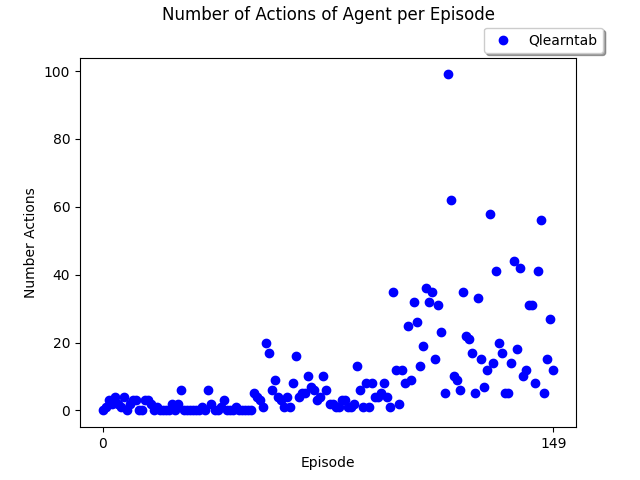 Number of Actions of Agent per Episode
Qlearntab
100
80
60
40
20
0
Number Actions
0
149
Episode